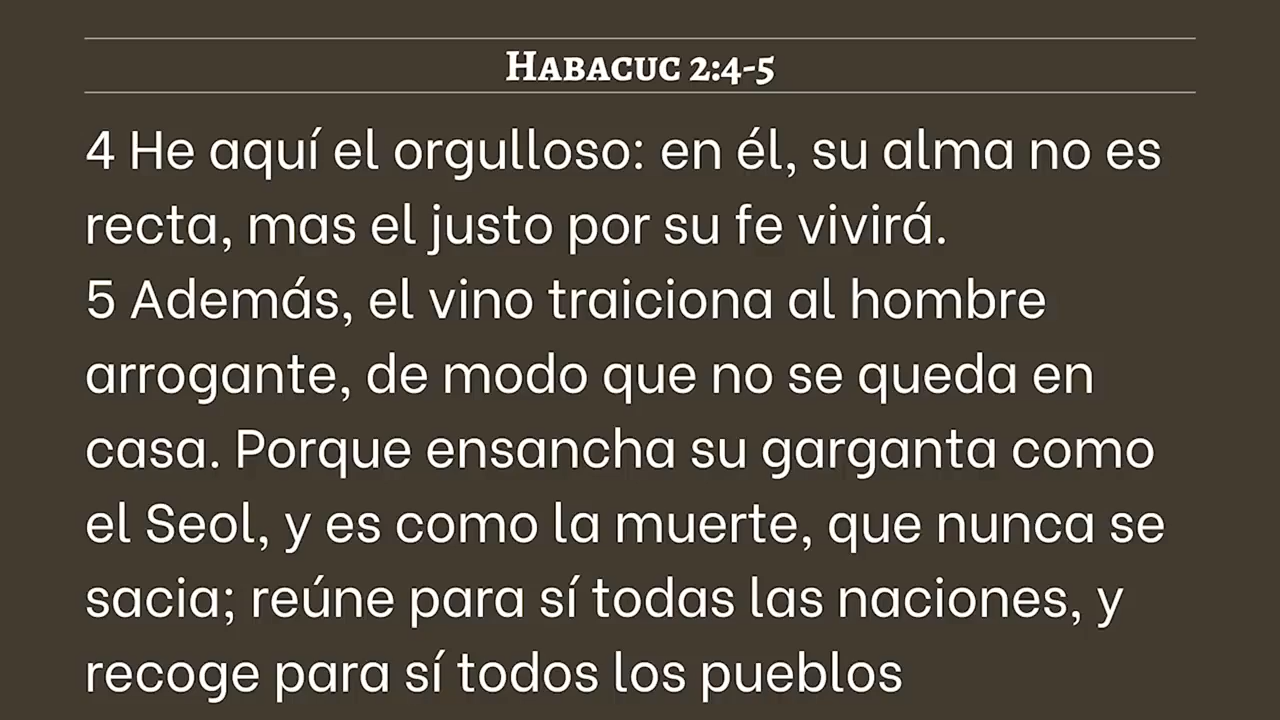 Habacuc 2:4-5
4 He aquí el orgulloso: en él, su alma no es
recta, mas el justo por su fe vivirá.
5 Además, el vino traiciona al hombre
arrogante, de modo que no se queda en
casa. Porque ensancha su garganta como
el Seol, y es como la muerte, que nunca se
sacia; reúne para sí todas las naciones, y
recoge para sí todos los pueblos